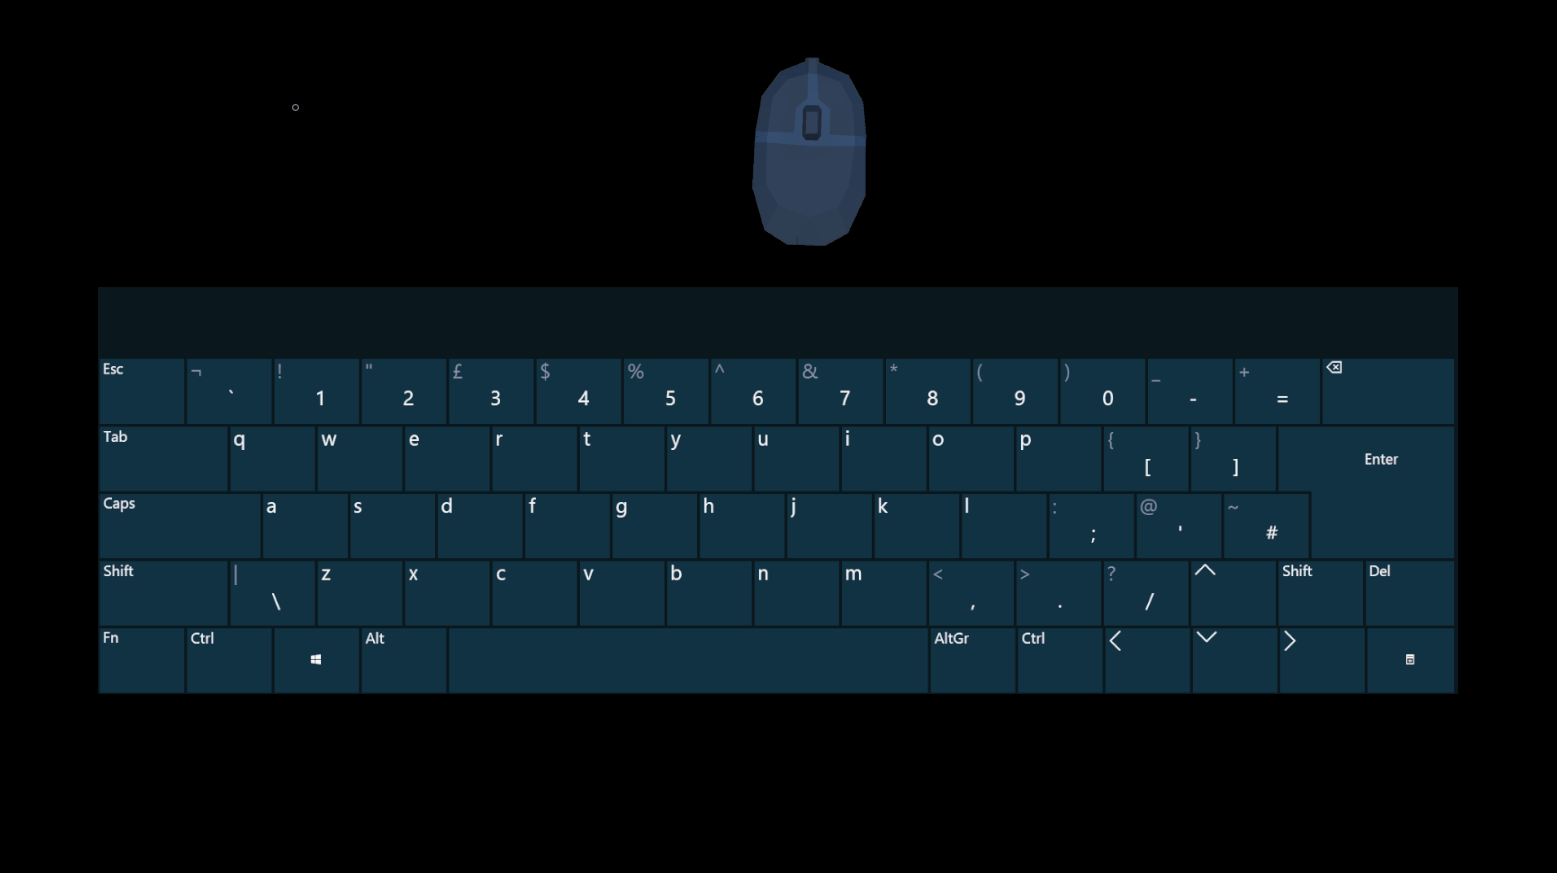 Esc ¬ ` ! 1 " 2 £ 3 $ 4 % 5 ^ 6 & 7 * 8 ( 9 ) 0 _ - + =
Tab q w e r t y u i o p { [ } ] Enter
Caps a s d f g h j k l : ; @ ' ~ #
Shift | \ z x c v b n m < , > . ? / Shift Del
Fn Ctrl Alt AltGr Ctrl